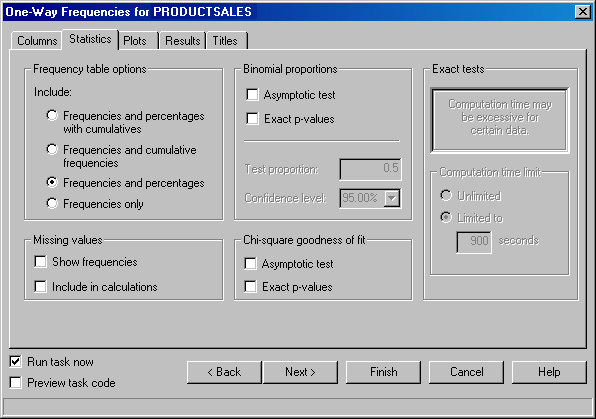 One-Way Frequencies for PRODUCTSALES
Columns Statistics Plots Results Titles
Frequency table options
Include:
Frequencies and percentages
with cumulatives
Frequencies and cumulative
frequencies
Frequencies and percentages
Frequencies only
Missing values
Show frequencies
Include in calculations
Binomial proportions
Asymptotic test
Exact p-values
Test proportion: 0.5
Confidence level: 95.00%
Chi-square goodness of fit
Asymptotic test
Exact p-values
Exact tests
Computation time may
be excessive for
certain data.
Computation time limit
Unlimited
Limited to
900 seconds
Run task now
Preview task code
< Back Next > Finish Cancel Help